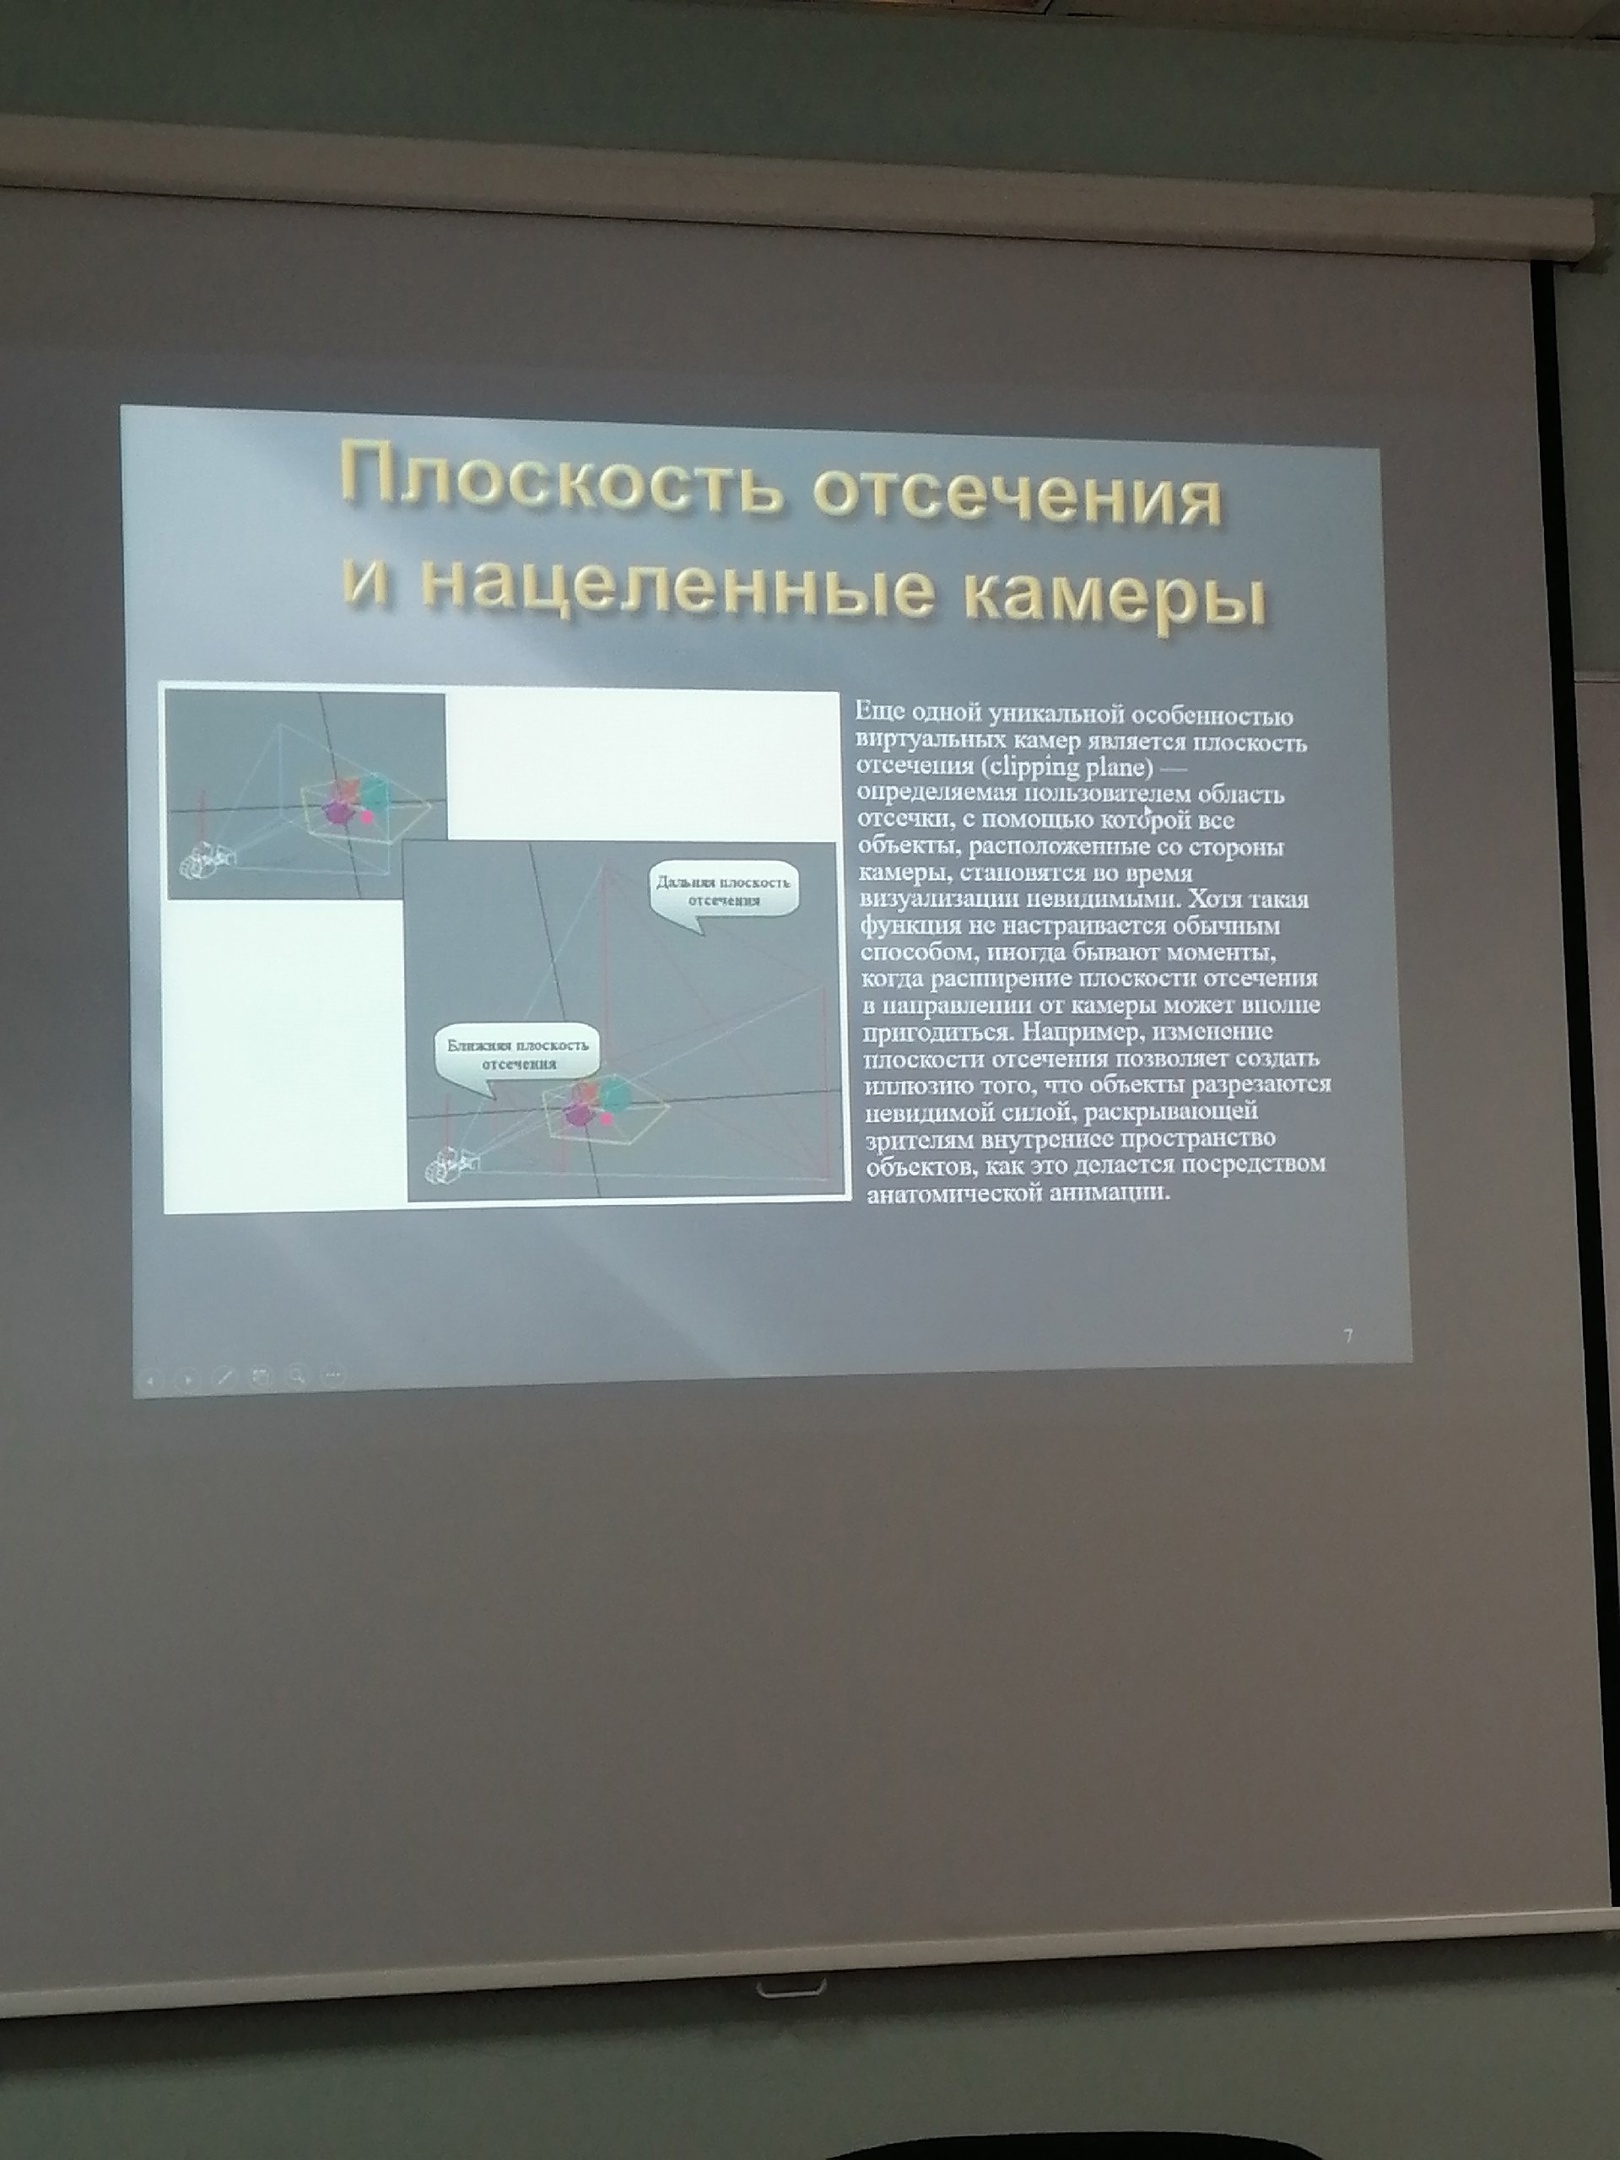 Плоскость отсечения
и нацеленные камеры
Еще одной уникальной особенностью
виртуальных камер является плоскость
отсечения (clipping plane) —
определяемая пользователем область
отсечки, с помощью которой все
объекты, расположенные со стороны
камеры, становятся во время
визуализации невидимыми. Хотя такая
функция не настраивается обычным
способом, иногда бывают моменты,
когда расширение плоскости отсечения
в направлении от камеры может вполне
пригодиться. Например, изменение
плоскости отсечения позволяет создать
иллюзию того, что объекты разрезаются
невидимой силой, раскрывающей
зрителям внутреннее пространство
объектов, как это делается посредством
анатомической анимации.
Дальняя плоскость
отсечения
Ближняя плоскость
отсечения
7